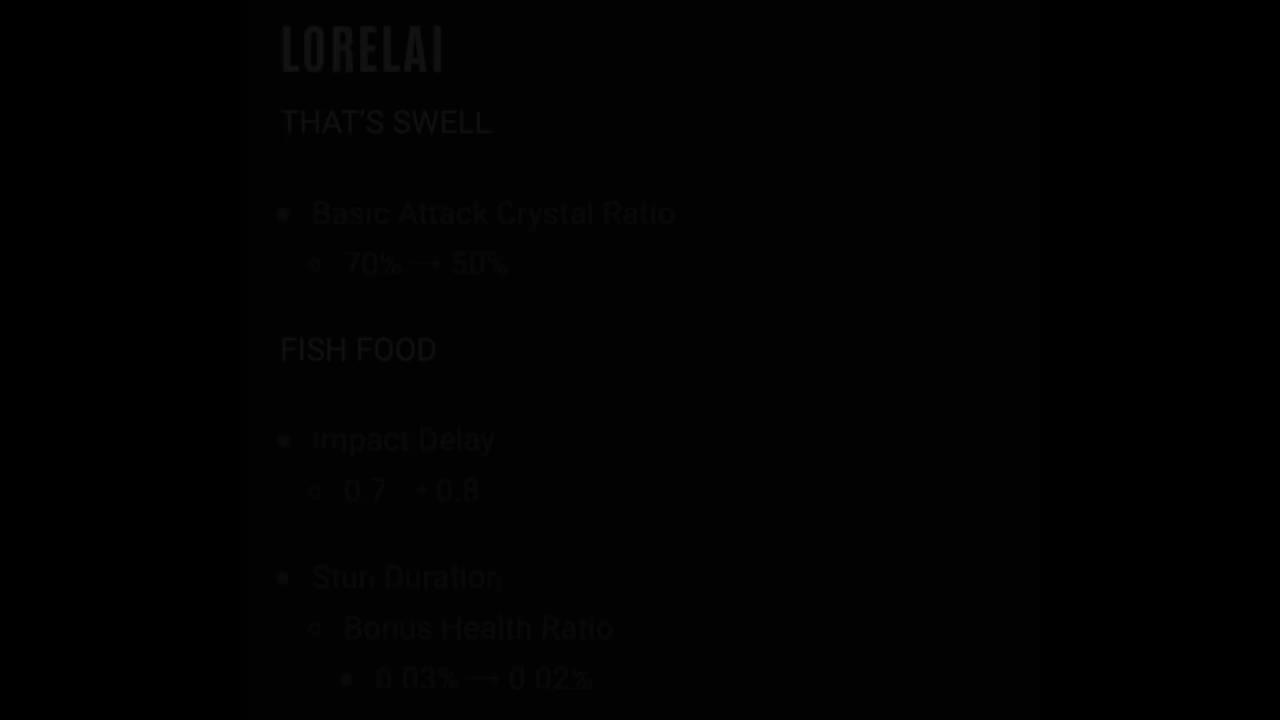 LORELAI
THAT'S SWELL
Basic Attack Crystal Ratio
70% → 50%
FISH FOOD
Impact Delay
0.7 → 0.8
Stun Duration
Bonus Health Ratio
0.03% → 0.02%